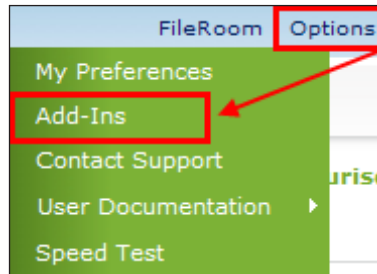 FileRoom Options
My Preferences
Add-Ins
Contact Support
User Documentation
Speed Test